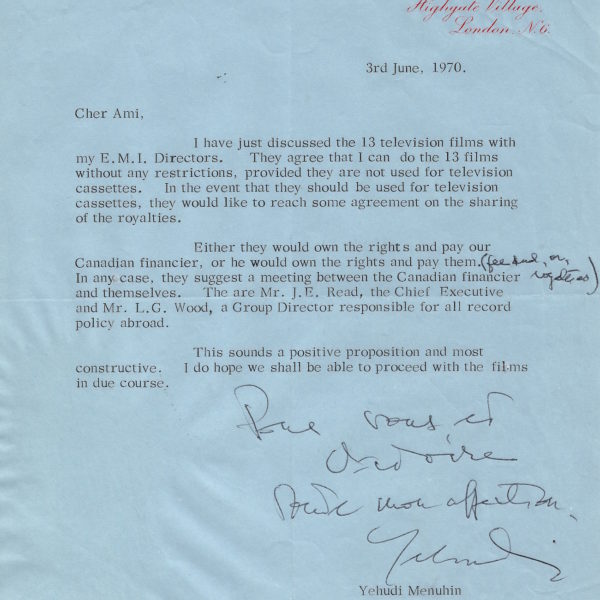 Highgate Village.
London. N.6.
3rd June, 1970.
Cher Ami,
I have just discussed the 13 television films with
my E.M.I. Directors. They agree that I can do the 13 films
without any restrictions, provided they are not used for television
cassettes. In the event that they should be used for television
cassettes, they would like to reach some agreement on the sharing
of the royalties.
Either they would own the rights and pay our
Canadian financier, or he would own the rights and pay them. (fee and, or,
In any case, they suggest a meeting between the Canadian financier royalties)
and themselves. The are Mr. J.E. Read, the Chief Executive
and Mr. L.G. Wood, a Group Director responsible for all record
policy abroad.
This sounds a positive proposition and most
constructive. I do hope we shall be able to proceed with the films
in due course.
Pour vous et
toute mon affection.
Yehudi
Yehudi Menuhin